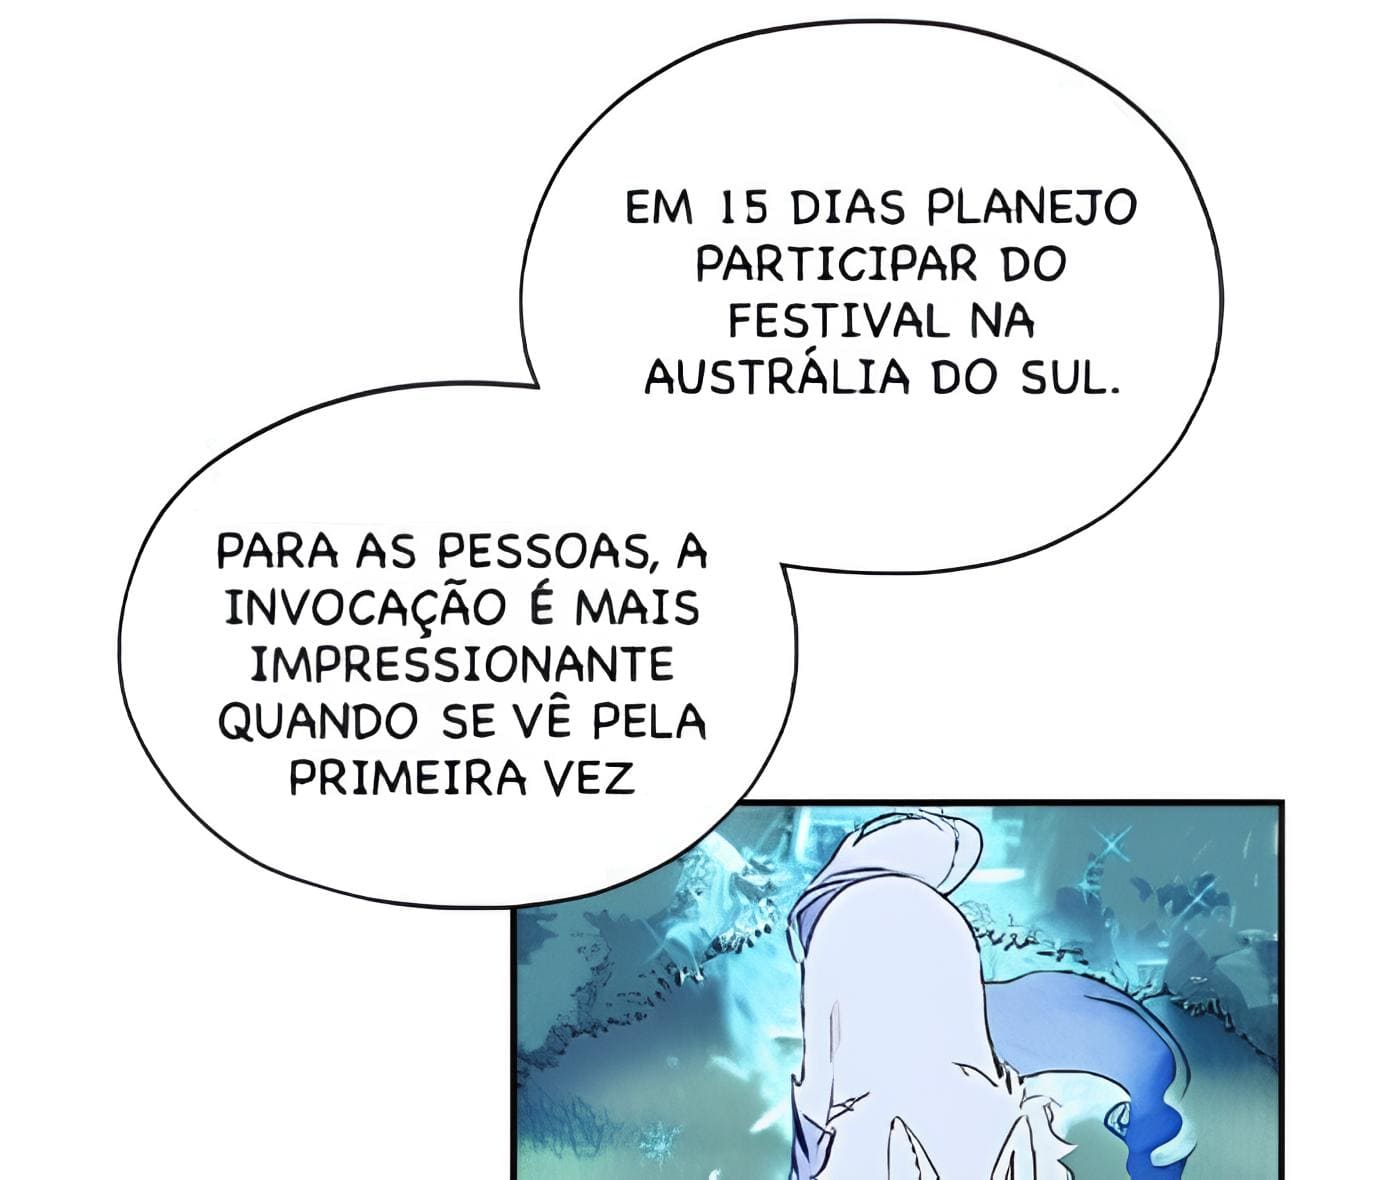 EM 15 DIAS PLANEJO
PARTICIPAR DO
FESTIVAL NA
AUSTRÁLIA DO SUL.
PARA AS PESSOAS, A
INVOCAÇÃO É MAIS
IMPRESSIONANTE
QUANDO SE VÊ PELA
PRIMEIRA VEZ